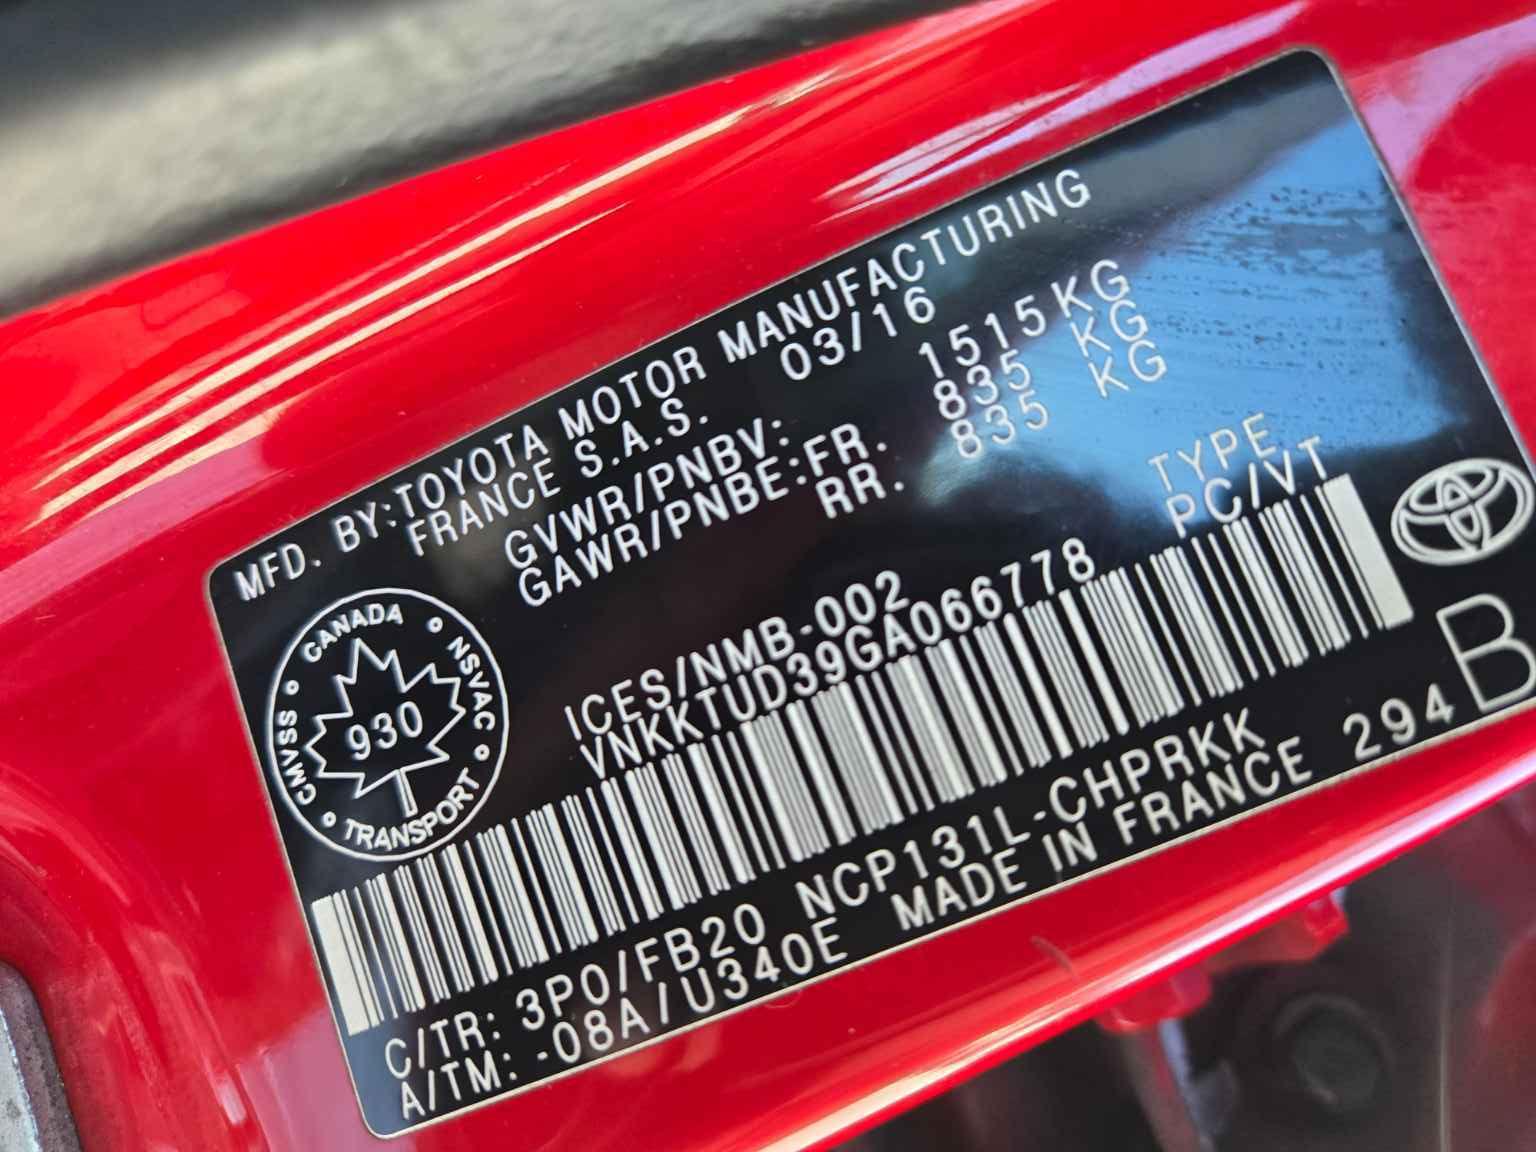 MFD. BY:TOYOTA MOTOR MANUFACTURING
FRANCE S.A.S. 03/16
GVWR/PNBV: 1515 KG
GAWR/PNBE:FR. 835 KG
RR. 835 KG
CANADA
NSVAC
TRANSPORT
CMVSS
930
ICES/NMB-002 TYPE
VNKKTUD39GA066778 PC/VT
C/TR: 3P0/FB20 NCP131L-CHPRKK
A/TM: -08A/U340E MADE IN FRANCE 294 B